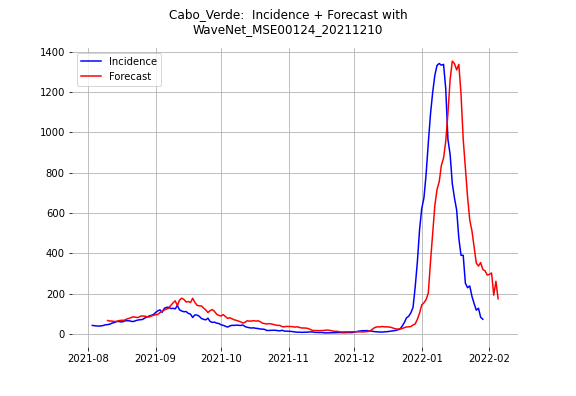 Cabo_Verde:  Incidence + Forecast with
WaveNet_MSE00124_20211210
Incidence
Forecast
1400
1200
1000
800
600
400
200
0
2021-08 2021-09 2021-10 2021-11 2021-12 2022-01 2022-02